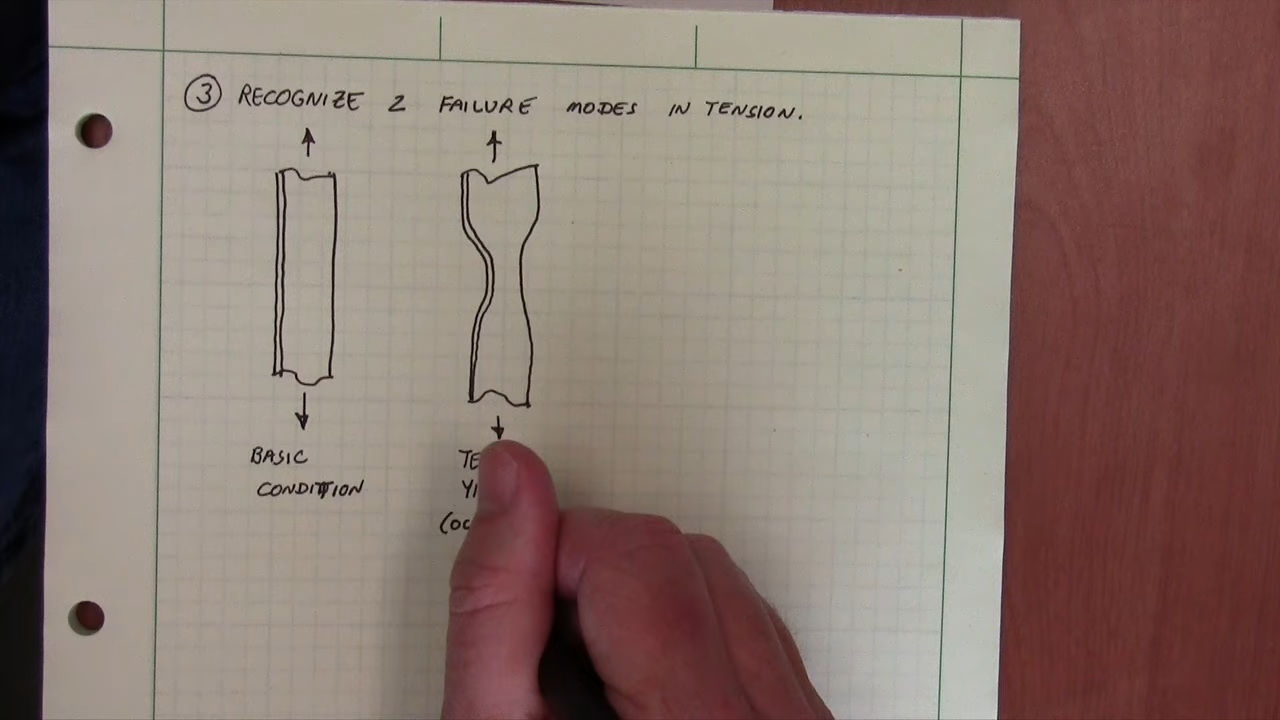 ③ RECOGNIZE 2 FAILURE MODES IN TENSION.
BASIC
CONDITION